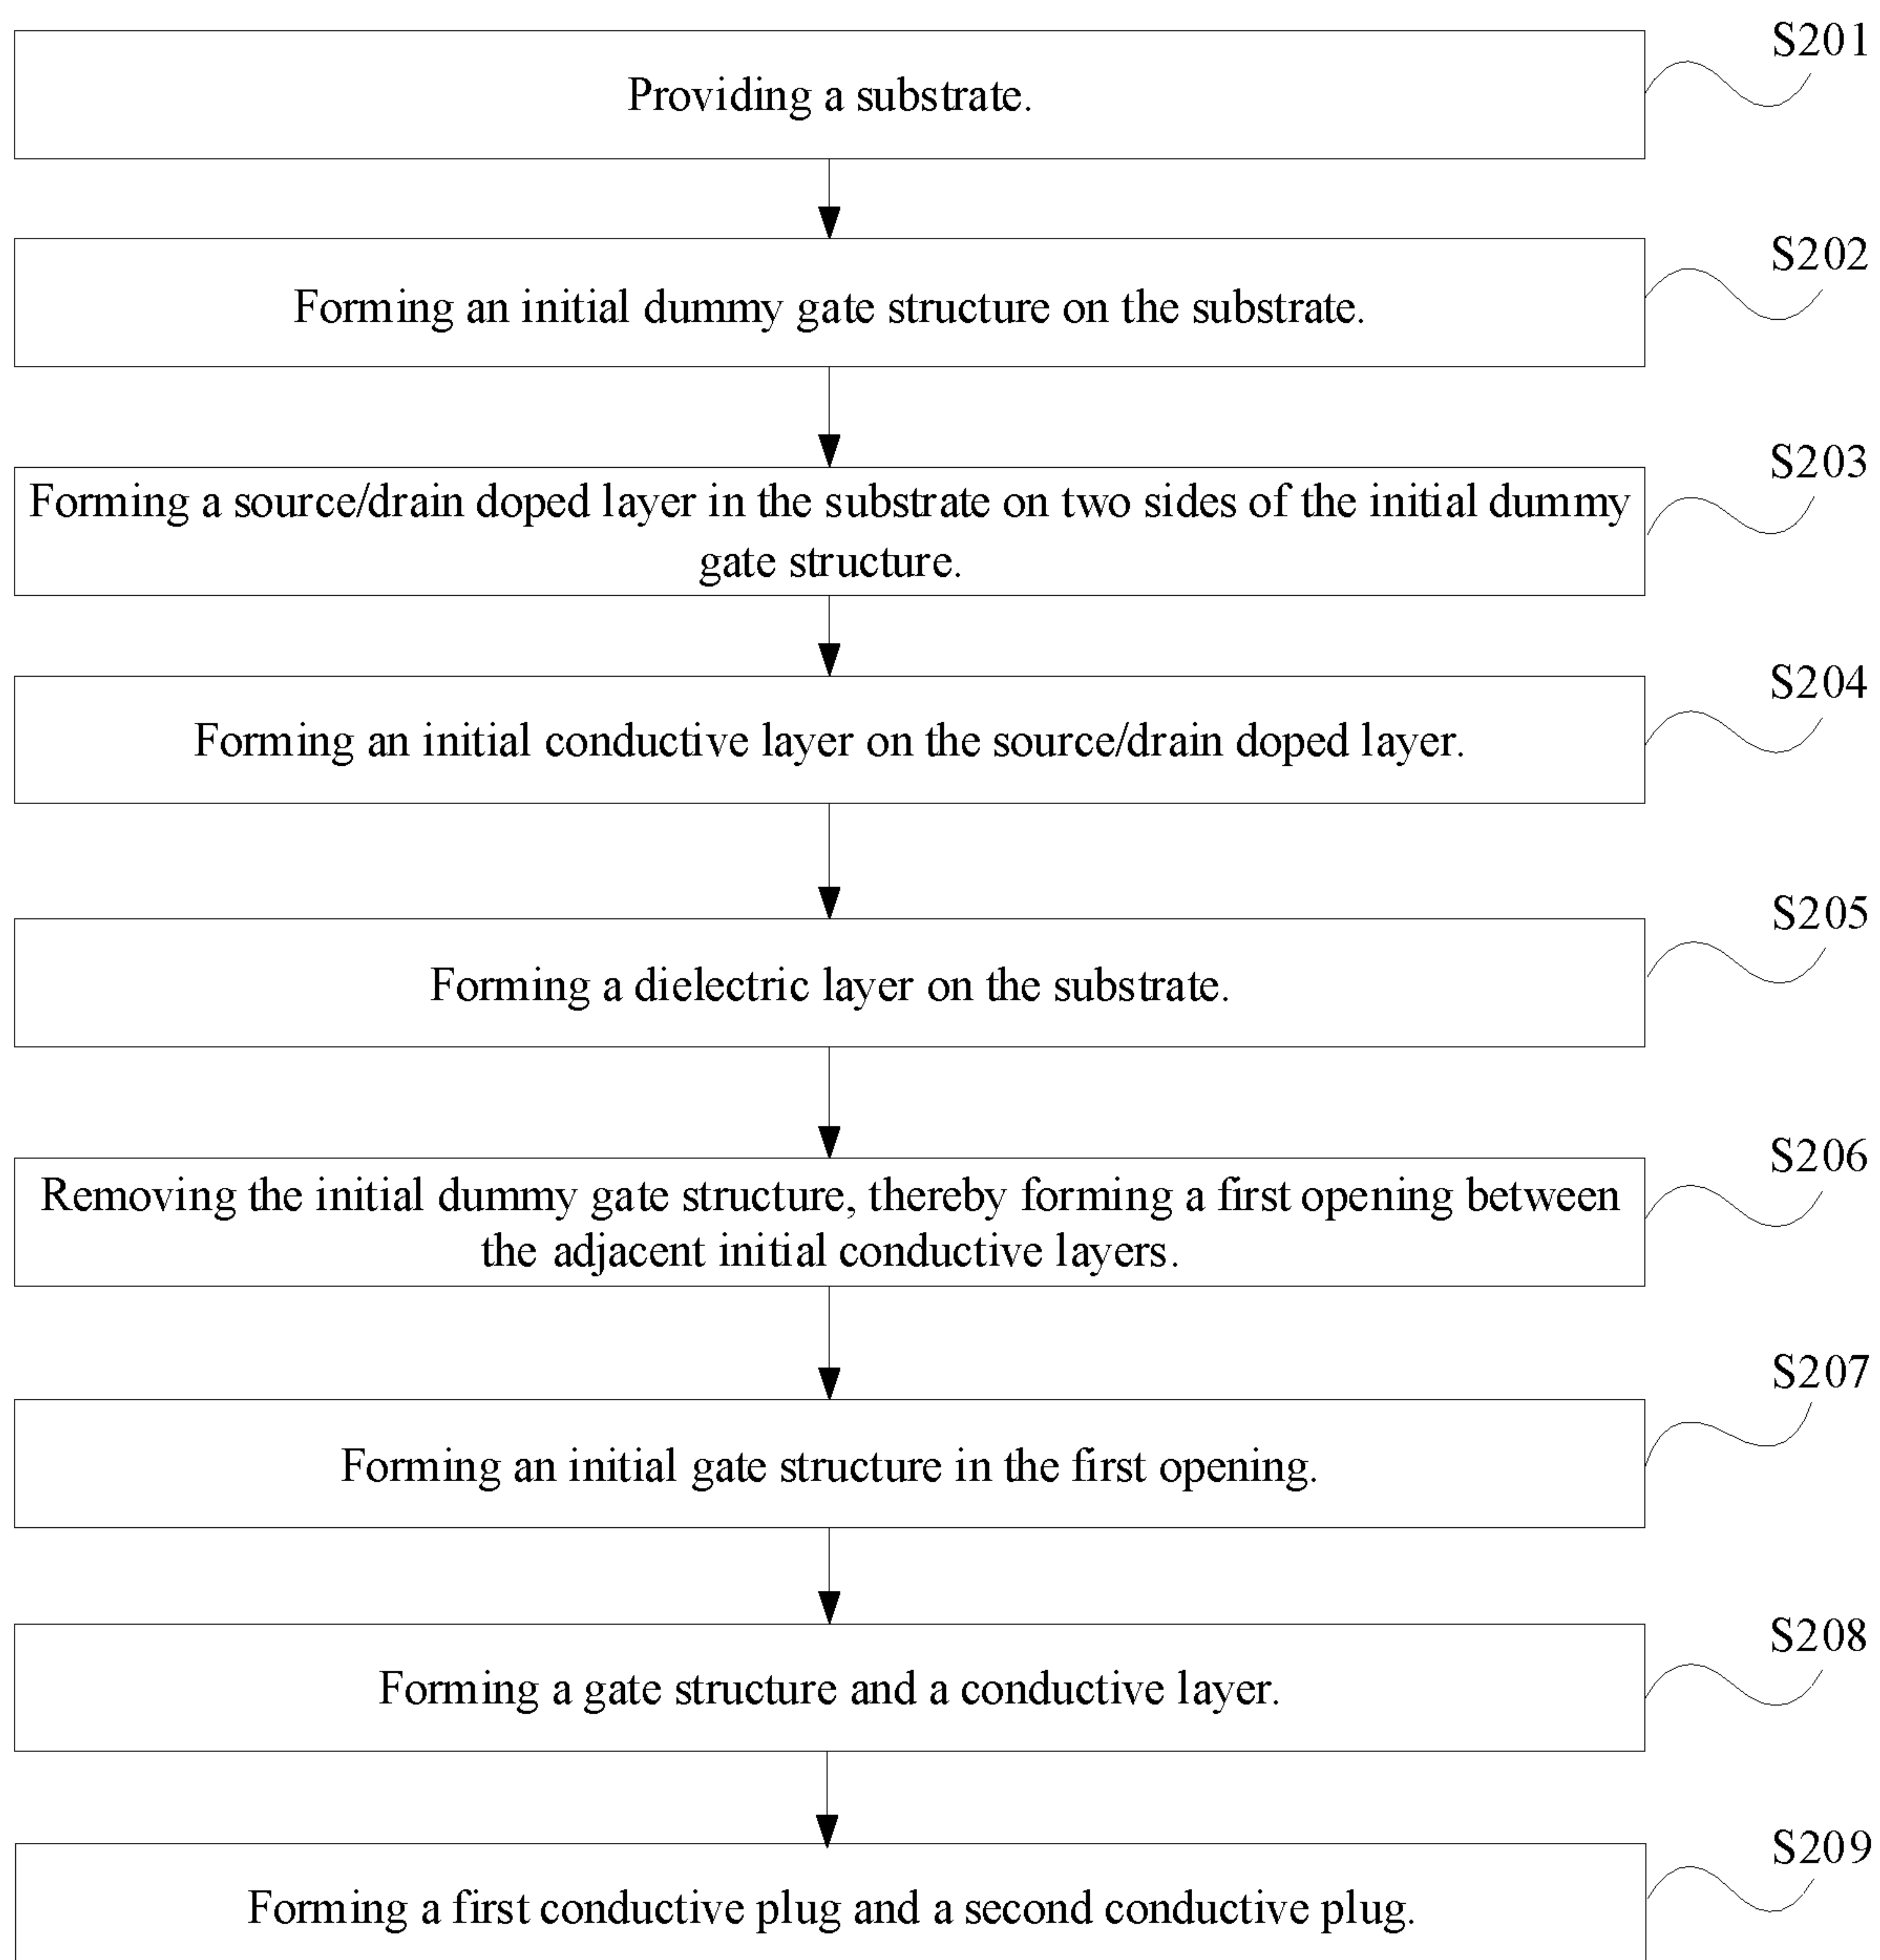 S201
Providing a substrate.
S202
Forming an initial dummy gate structure on the substrate.
S203
Forming a source/drain doped layer in the substrate on two sides of the initial dummy
gate structure.
S204
Forming an initial conductive layer on the source/drain doped layer.
S205
Forming a dielectric layer on the substrate.
S206
Removing the initial dummy gate structure, thereby forming a first opening between
the adjacent initial conductive layers.
S207
Forming an initial gate structure in the first opening.
S208
Forming a gate structure and a conductive layer.
S209
Forming a first conductive plug and a second conductive plug.